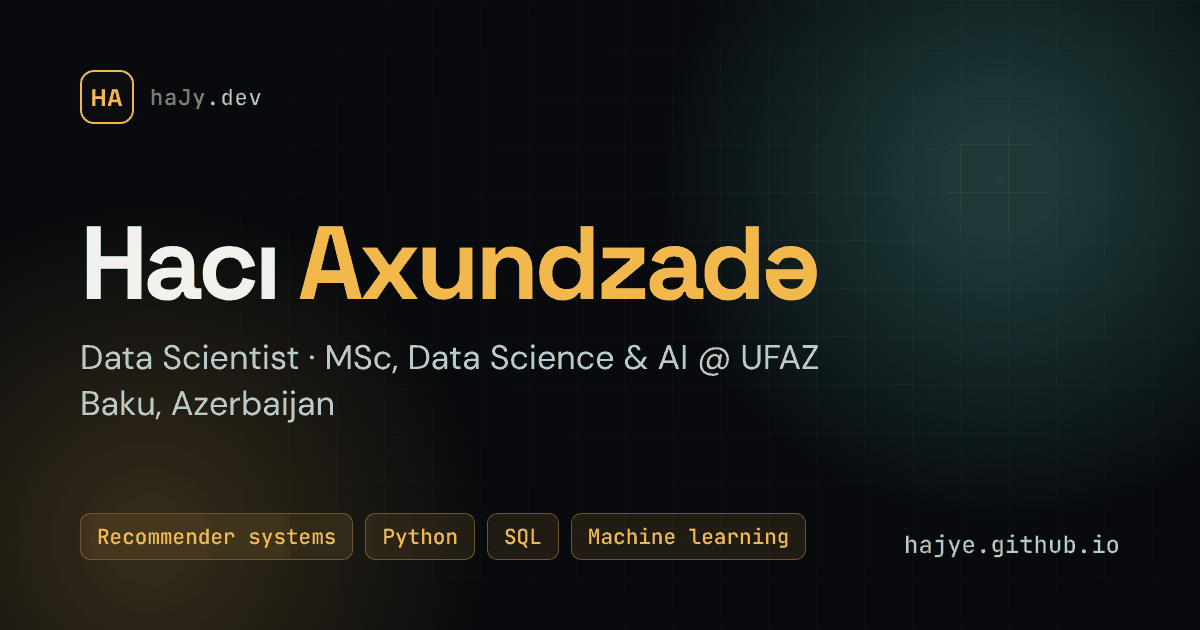 HA haJy.dev
Hacı Axundzadə
Data Scientist · MSc, Data Science & AI @ UFAZ
Baku, Azerbaijan
Recommender systems Python SQL Machine learning
hajye.github.io